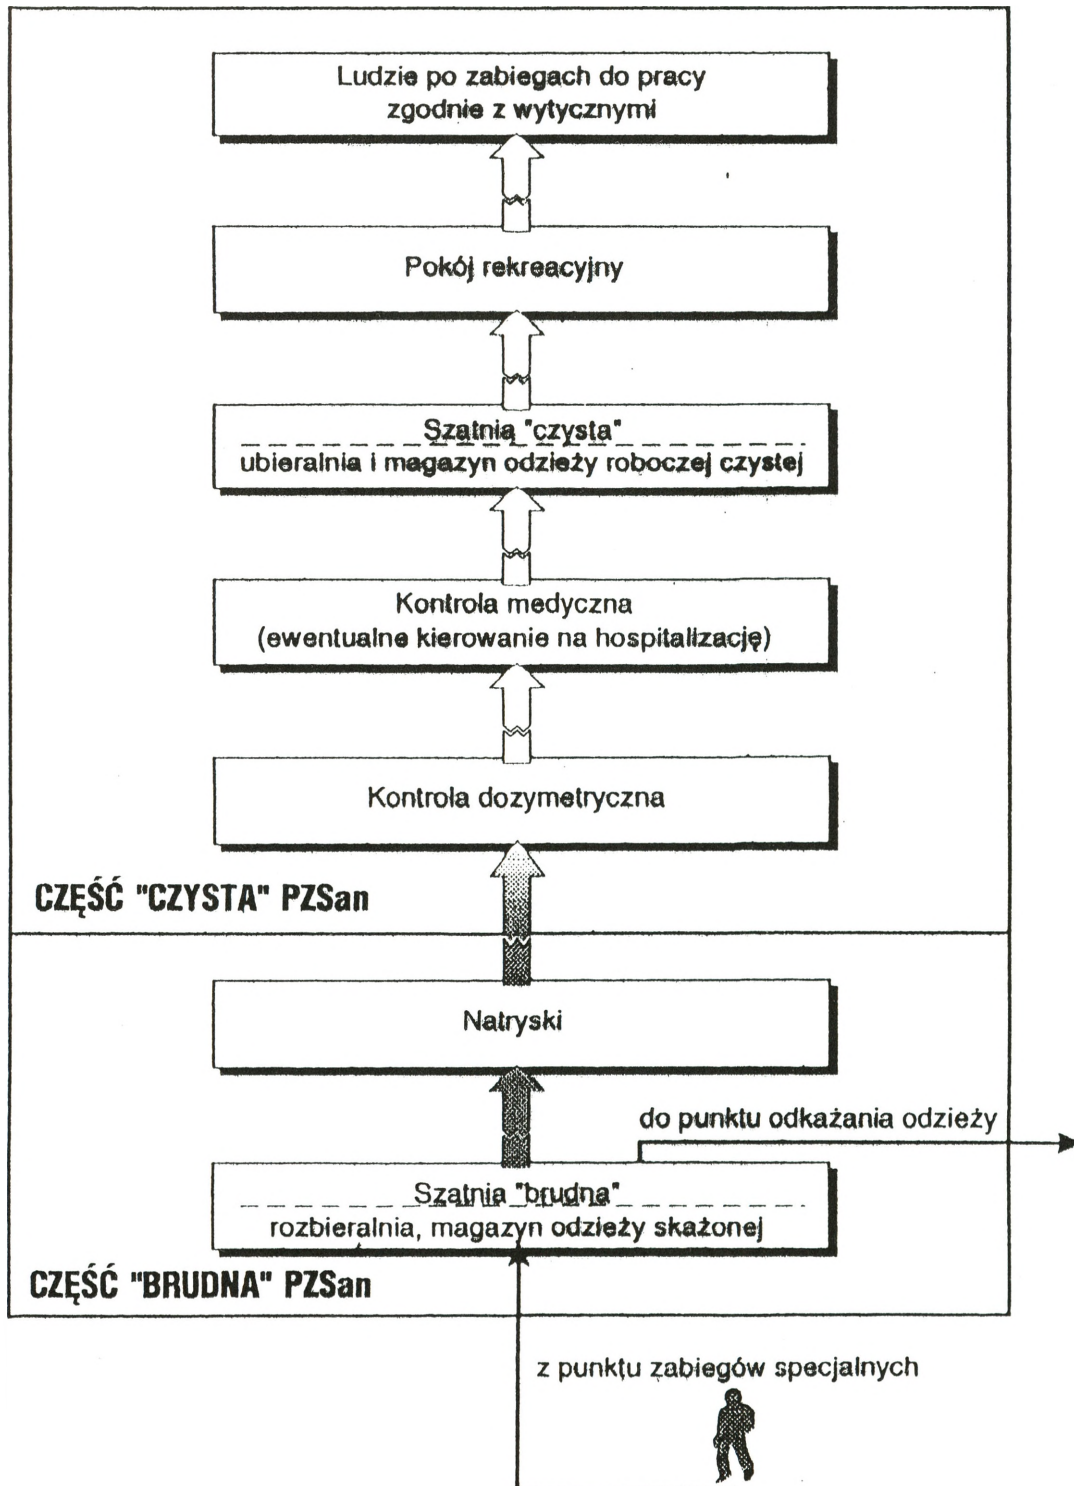 Ludzie po zabiegach do pracy
zgodnie z wytycznymi
Pokój rekreacyjny
Szatnia "czysta"
ubieralnia i magazyn odzieży roboczej czystej
Kontrola medyczna
(ewentualne kierowanie na hospitalizację)
Kontrola dozymetryczna
CZĘŚĆ "CZYSTA" PZSan
Natryski
do punktu odkażania odzieży
Szatnia "brudna"
rozbieralnia, magazyn odzieży skażonej
CZĘŚĆ "BRUDNA" PZSan
z punktu zabiegów specjalnych